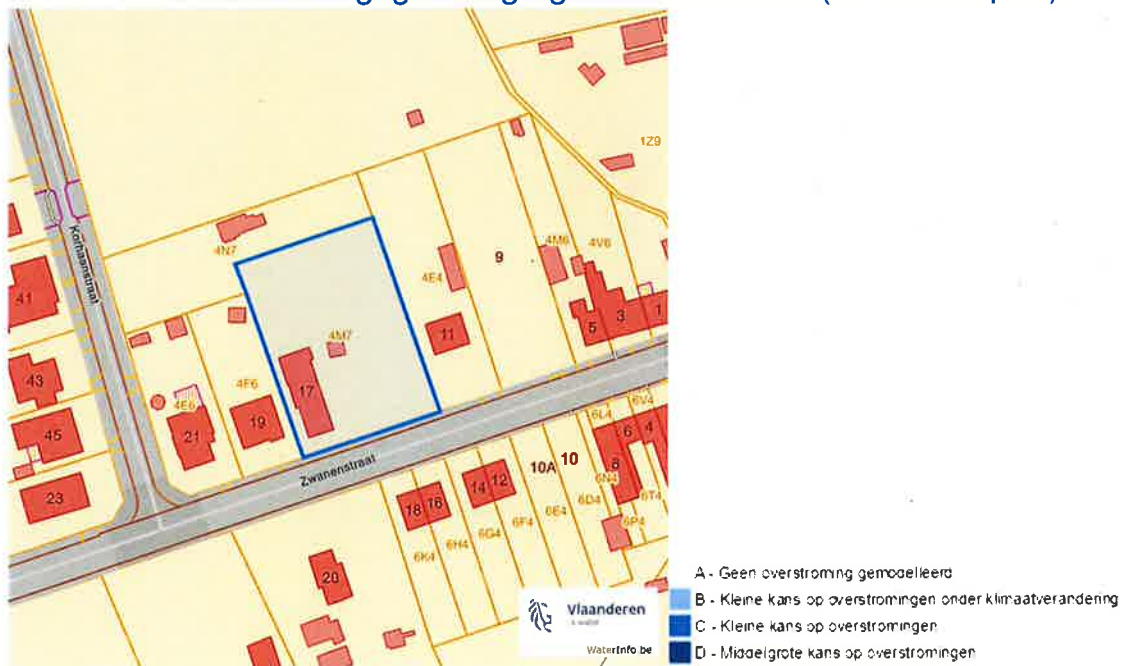 1Z9
Korhaanstraat
4N7
4E4
9
4M6
4V6
41
5
3
1
11
4M7
17
43
4F6
4E6
45
21
19
6L4
6V4
6
4
Zwanenstraat
10A
10
8
6N4
23
14
12
18
16
6D4
6T4
6E4
6F4
6P4
6G4
6H4
6K4
20
A - Geen overstroming gemodelleerd
B - Kleine kans op overstromingen onder klimaatverandering
C - Kleine kans op overstromingen
D - Middelgrote kans op overstromingen
Vlaanderen
is water
WaterInfo.be